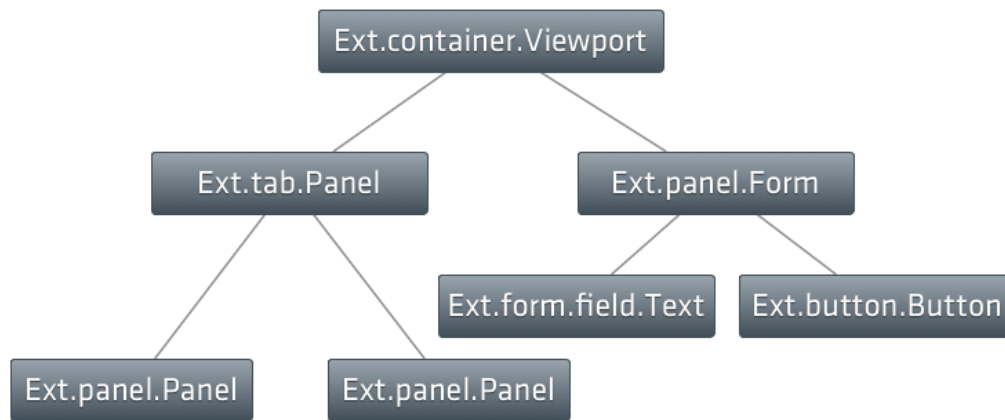 Ext.container.Viewport
Ext.tab.Panel
Ext.panel.Form
Ext.form.field.Text
Ext.button.Button
Ext.panel.Panel
Ext.panel.Panel